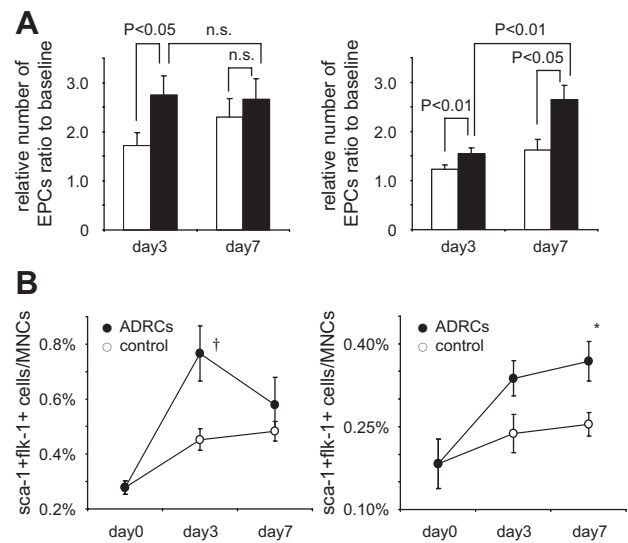 A
P<0.05
n.s.
n.s.
relative number of
EPCs ratio to baseline
3.0
2.0
1.0
0
day3
day7
P<0.01
P<0.05
P<0.01
relative number of
EPCs ratio to baseline
3.0
2.0
1.0
0
day3
day7
B
sca-1+flk-1+ cells/MNCs
ADRCs
control
†
0.8%
0.6%
0.4%
0.2%
day0
day3
day7
sca-1+flk-1+ cells/MNCs
ADRCs
control
*
0.40%
0.25%
0.10%
day0
day3
day7